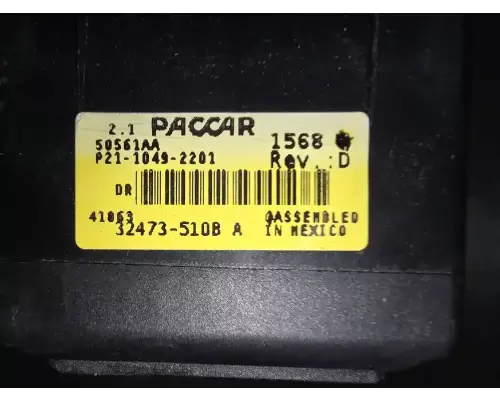 2.1 PACCAR 1568
50561AA
P21-1049-2201 Rev.:D
DR
41063
32473-510B A
ASSEMBLED
IN MEXICO